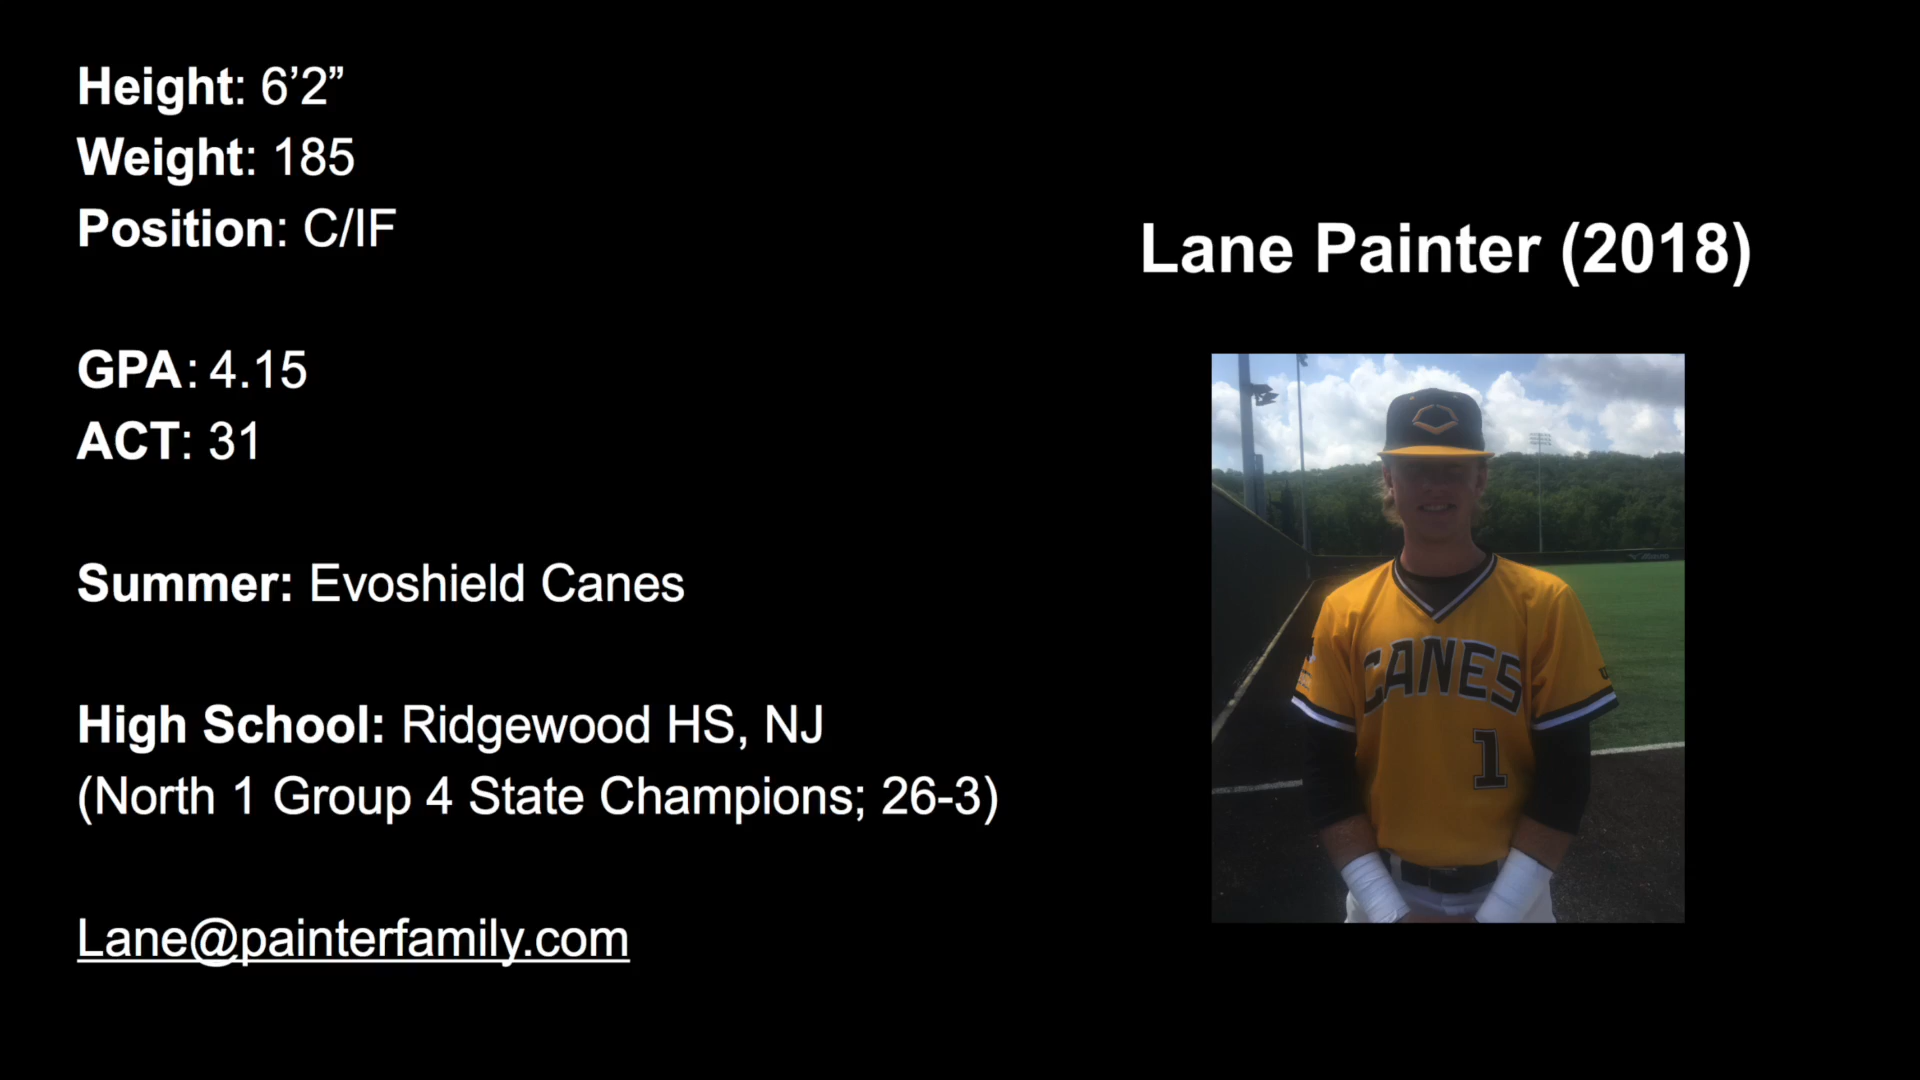 Height: 6’2”
Weight: 185
Position: C/IF
GPA: 4.15
ACT: 31
Summer: Evoshield Canes
High School: Ridgewood HS, NJ
(North 1 Group 4 State Champions; 26-3)
Lane@painterfamily.com
Lane Painter (2018)
CANES
1